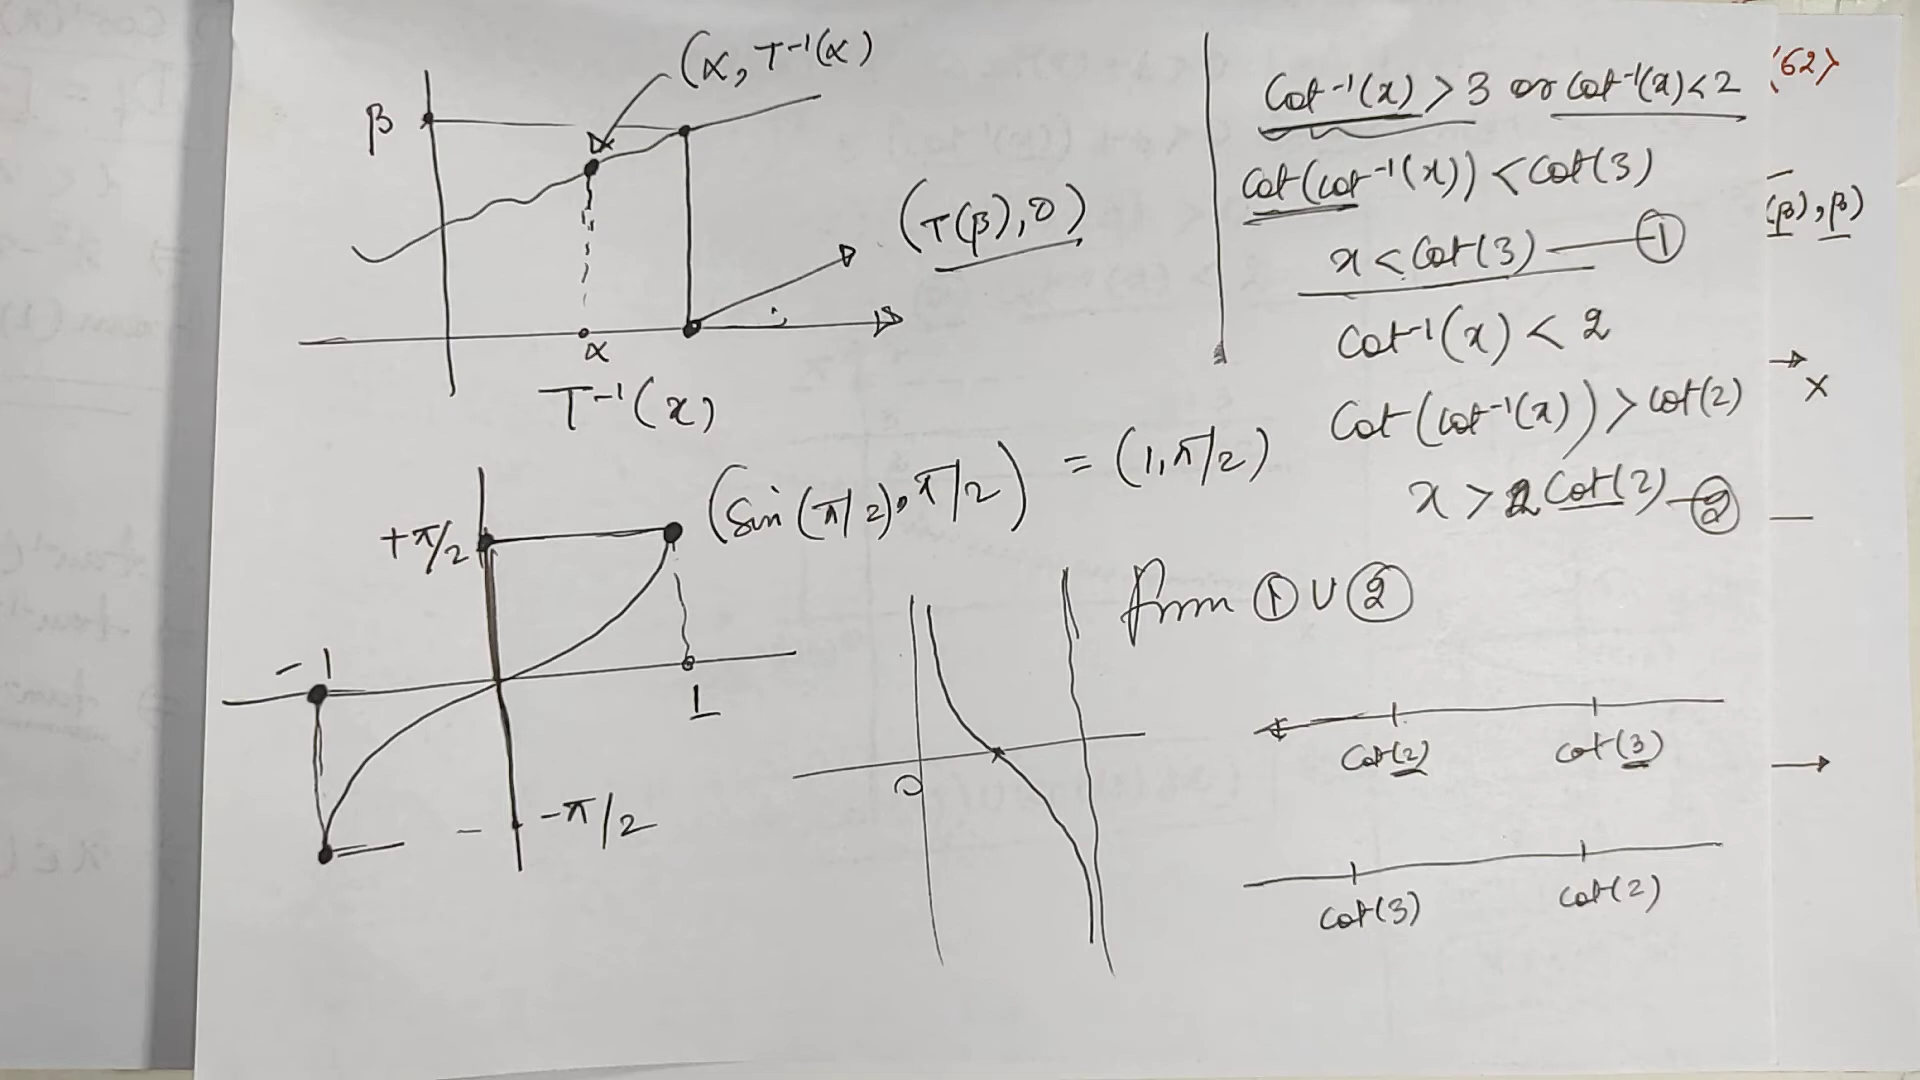 (α, T⁻¹(α)
β
(T(β), 0)
α
T⁻¹(x)
(Sin(π/2), π/2) = (1, π/2)
+π/2
-1
1
-π/2
0
Cot⁻¹(x) > 3 or Cot⁻¹(x) < 2
Cot(Cot⁻¹(x)) < Cot(3)
x < Cot(3) — ①
Cot⁻¹(x) < 2
Cot(Cot⁻¹(x)) > Cot(2)
x > Cot(2) — ②
from ① ∪ ②
Cot(2) Cot(3)
Cot(3) Cot(2)
62>
(β), β)
X